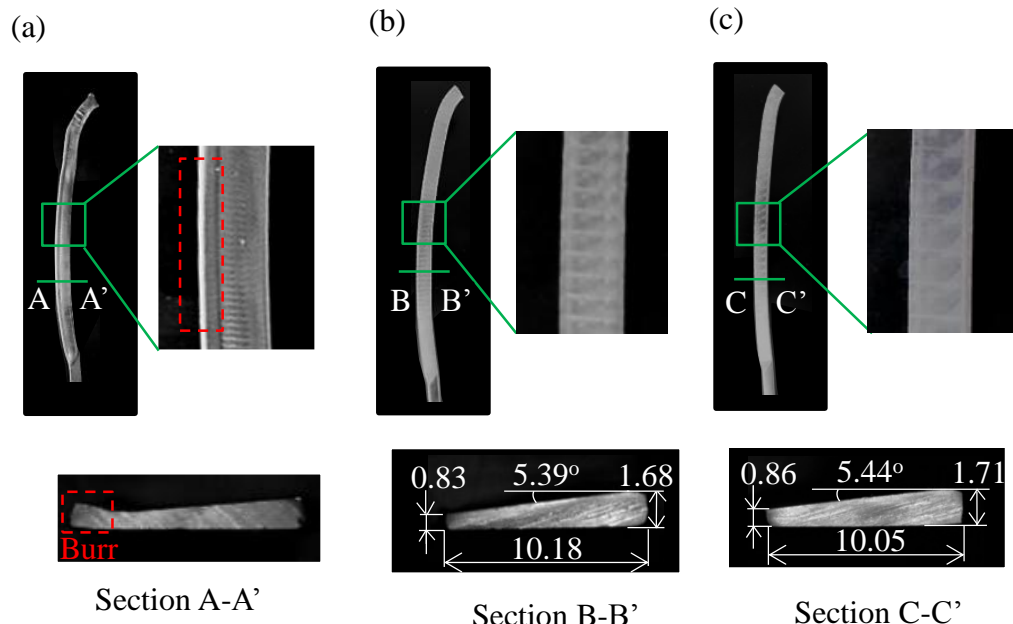 (a)
(b)
(c)
A A’
B B’
C C’
Burr
0.83 5.39° 1.68
10.18
0.86 5.44° 1.71
10.05
Section A-A’
Section B-B’
Section C-C’